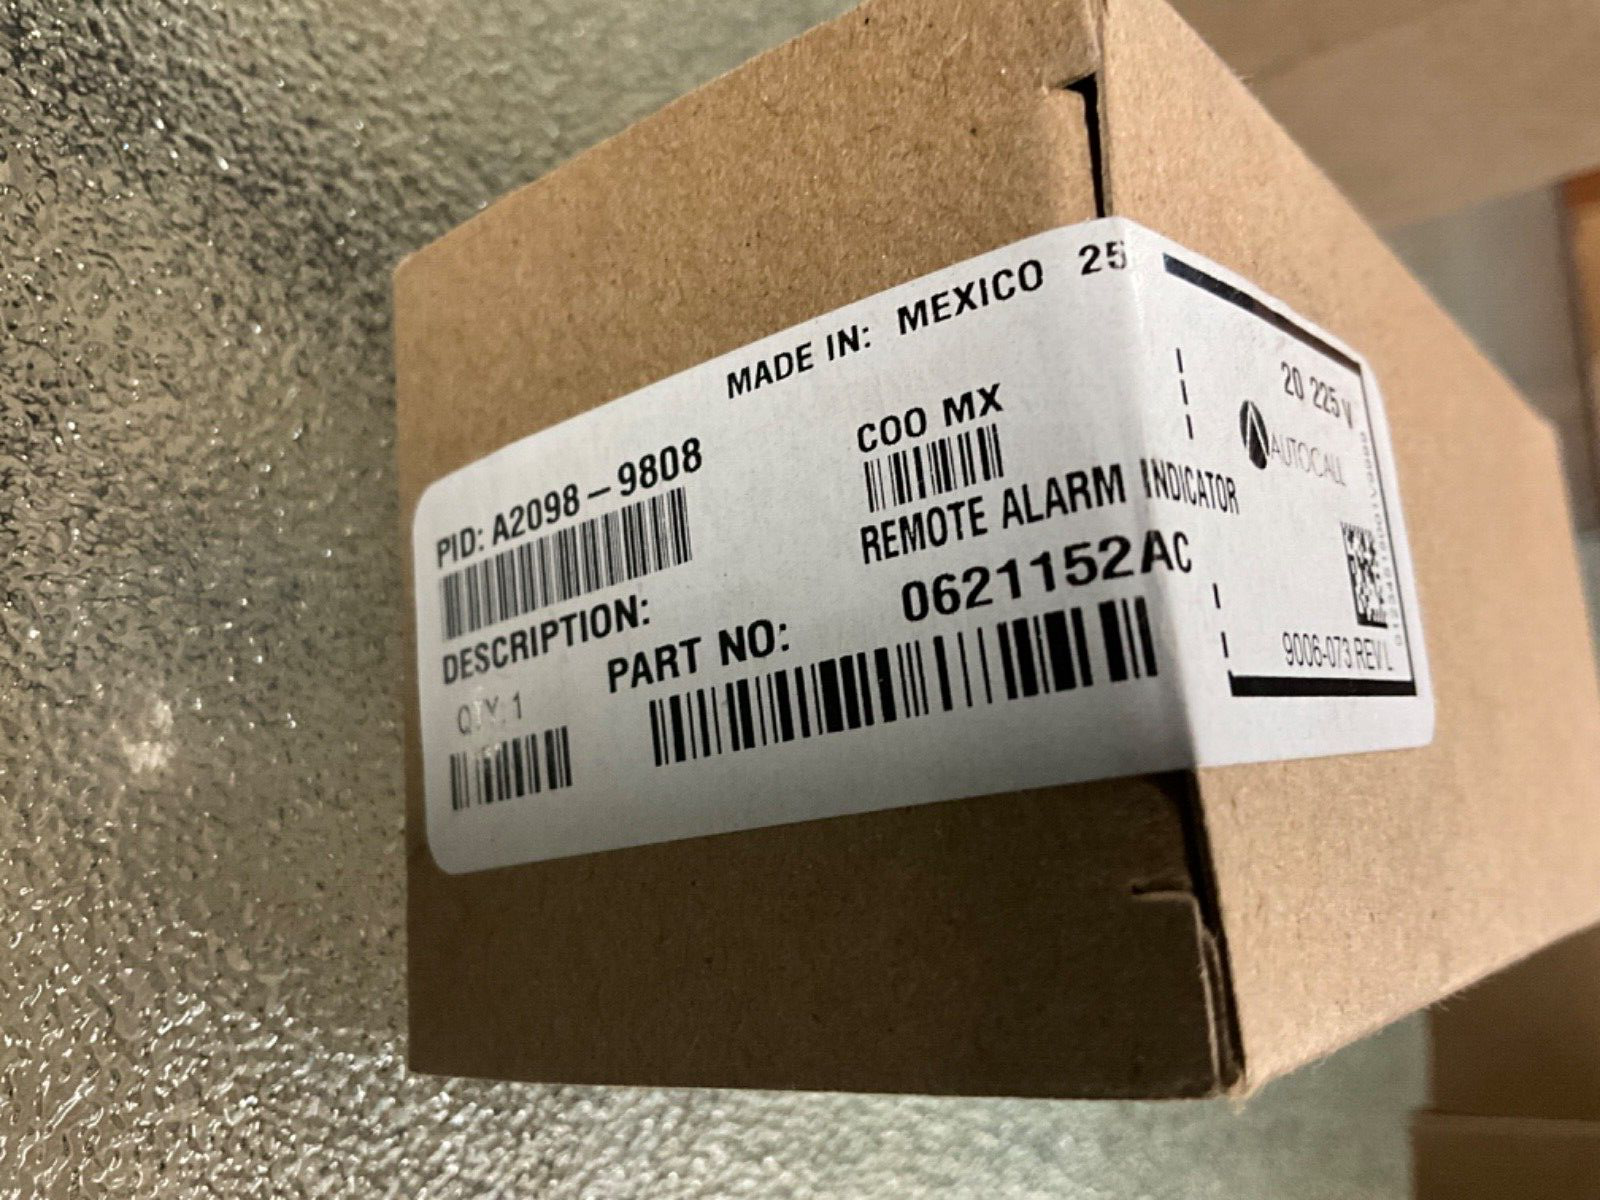 MADE IN: MEXICO 25
20 225 V
PID: A2098-9808
COO MX
AUTOCALL
DESCRIPTION: REMOTE ALARM INDICATOR
QTY. 1
PART NO: 0621152AC
9006-073 REV L